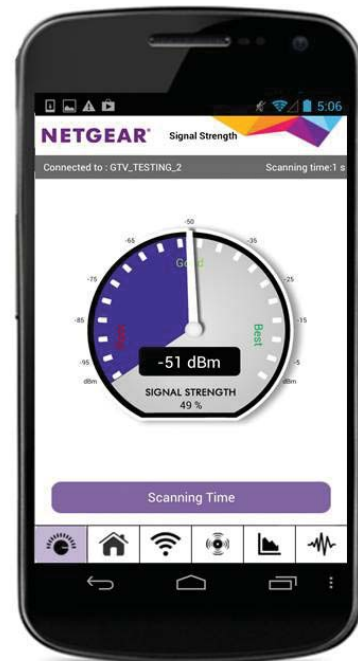 5:06
NETGEAR® Signal Strength
Connected to : GTV_TESTING_2 Scanning time:1 s
-50
-55
-35
-75
-25
-85
-15
-95
-5
dBm
dBm
Good
Best
-51 dBm
SIGNAL STRENGTH
49 %
Scanning Time